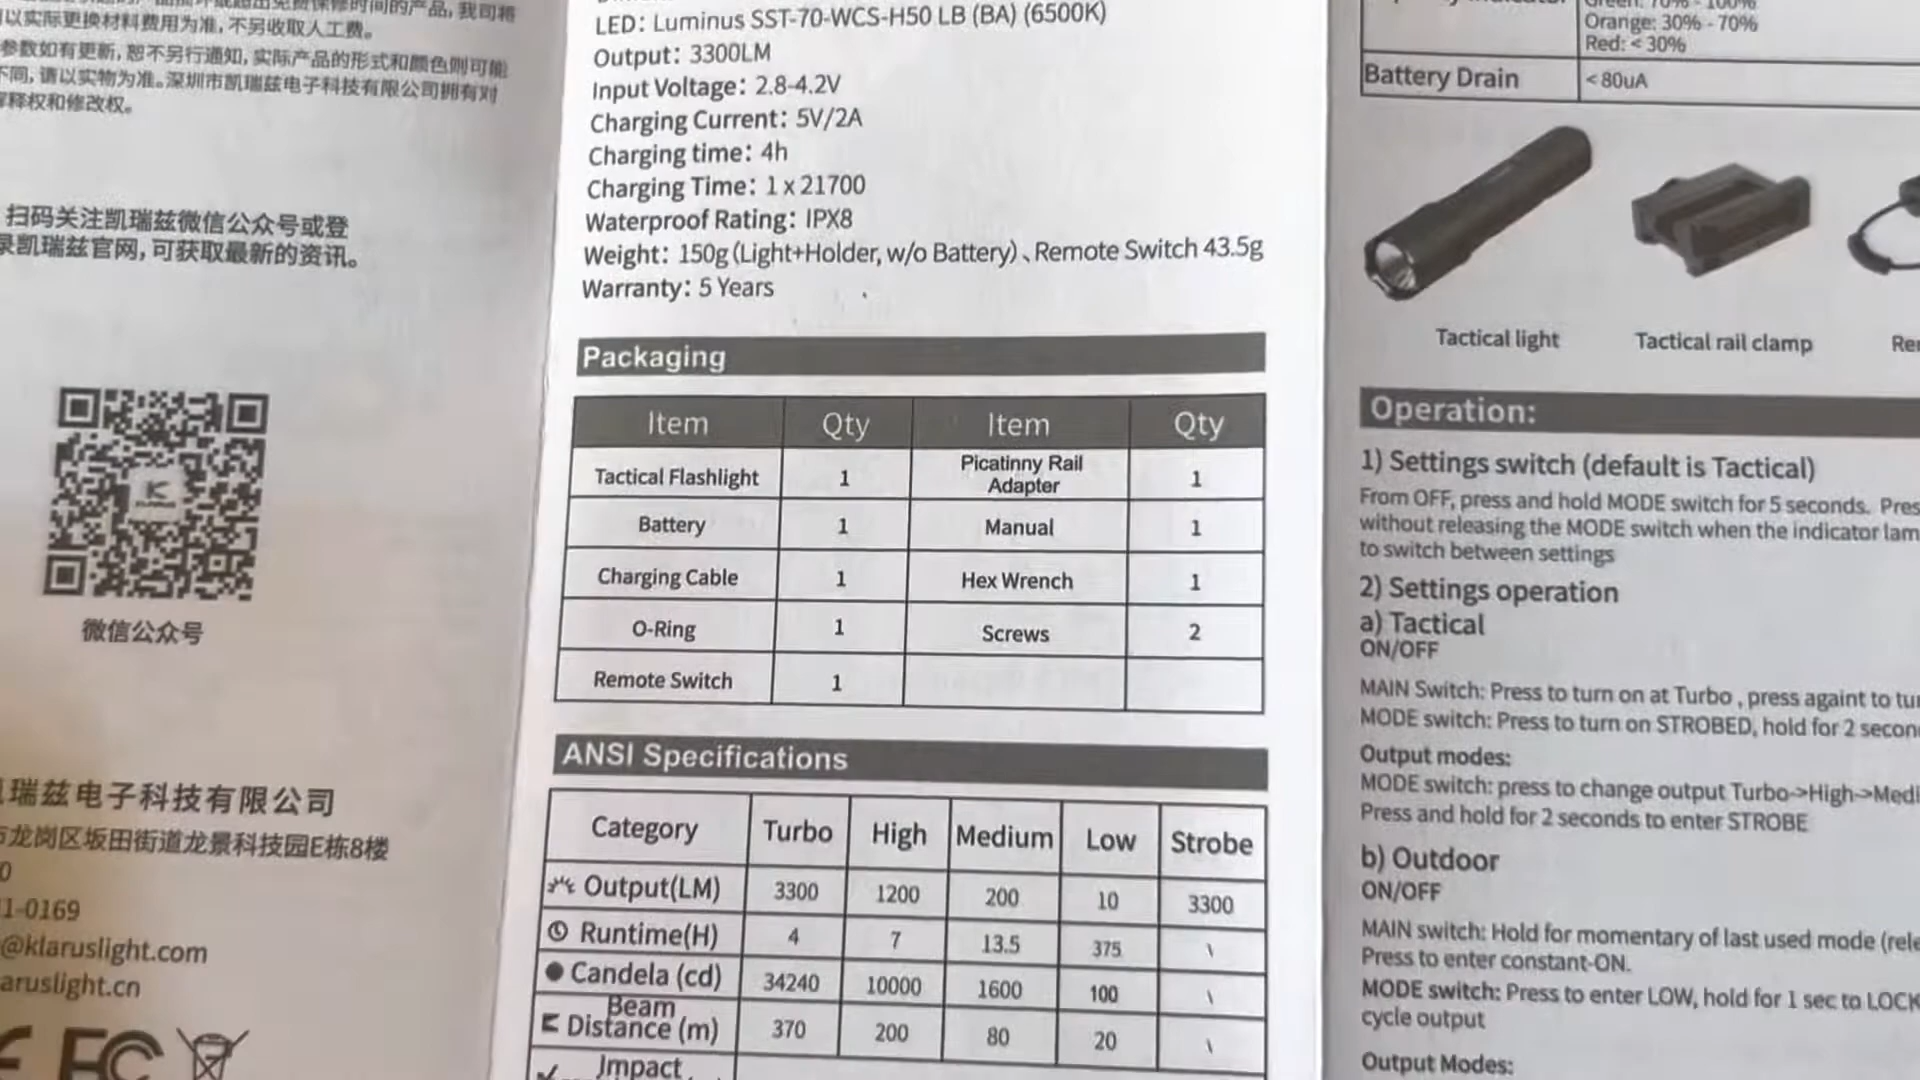 以实际更换材料费用为准，不另收取人工费。
参数如有更新，恕不另行通知，实际产品的形式和颜色则可能
不同，请以实物为准。深圳市凯瑞兹电子科技有限公司拥有对
释权和修改权。
扫码关注凯瑞兹微信公众号或登
录凯瑞兹官网，可获取最新的资讯。
微信公众号
瑞兹电子科技有限公司
龙岗区坂田街道龙景科技园E栋8楼
0
1-0169
@klaruslight.com
aruslight.cn
FC
LED: Luminus SST-70-WCS-H50 LB (BA) (6500K)
Output: 3300LM
Input Voltage: 2.8-4.2V
Charging Current: 5V/2A
Charging time: 4h
Charging Time: 1 x 21700
Waterproof Rating: IPX8
Weight: 150g (Light+Holder, w/o Battery)、Remote Switch 43.5g
Warranty: 5 Years
Packaging
Item Qty Item Qty
Tactical Flashlight 1 Picatinny Rail Adapter 1
Battery 1 Manual 1
Charging Cable 1 Hex Wrench 1
O-Ring 1 Screws 2
Remote Switch 1
ANSI Specifications
Category Turbo High Medium Low Strobe
Output(LM) 3300 1200 200 10 3300
Runtime(H) 4 7 13.5 375 \
Candela (cd) 34240 10000 1600 100 \
Beam Distance (m) 370 200 80 20 \
Impact
Green: 70% - 100%
Orange: 30% - 70%
Red: < 30%
Battery Drain < 80uA
Tactical light Tactical rail clamp
Operation:
1) Settings switch (default is Tactical)
From OFF, press and hold MODE switch for 5 seconds. Pres
without releasing the MODE switch when the indicator lam
to switch between settings
2) Settings operation
a) Tactical
ON/OFF
MAIN Switch: Press to turn on at Turbo , press againt to tur
MODE switch: Press to turn on STROBED, hold for 2 secon
Output modes:
MODE switch: press to change output Turbo->High->Medi
Press and hold for 2 seconds to enter STROBE
b) Outdoor
ON/OFF
MAIN switch: Hold for momentary of last used mode (rele
Press to enter constant-ON.
MODE switch: Press to enter LOW, hold for 1 sec to LOCK
cycle output
Output Modes: